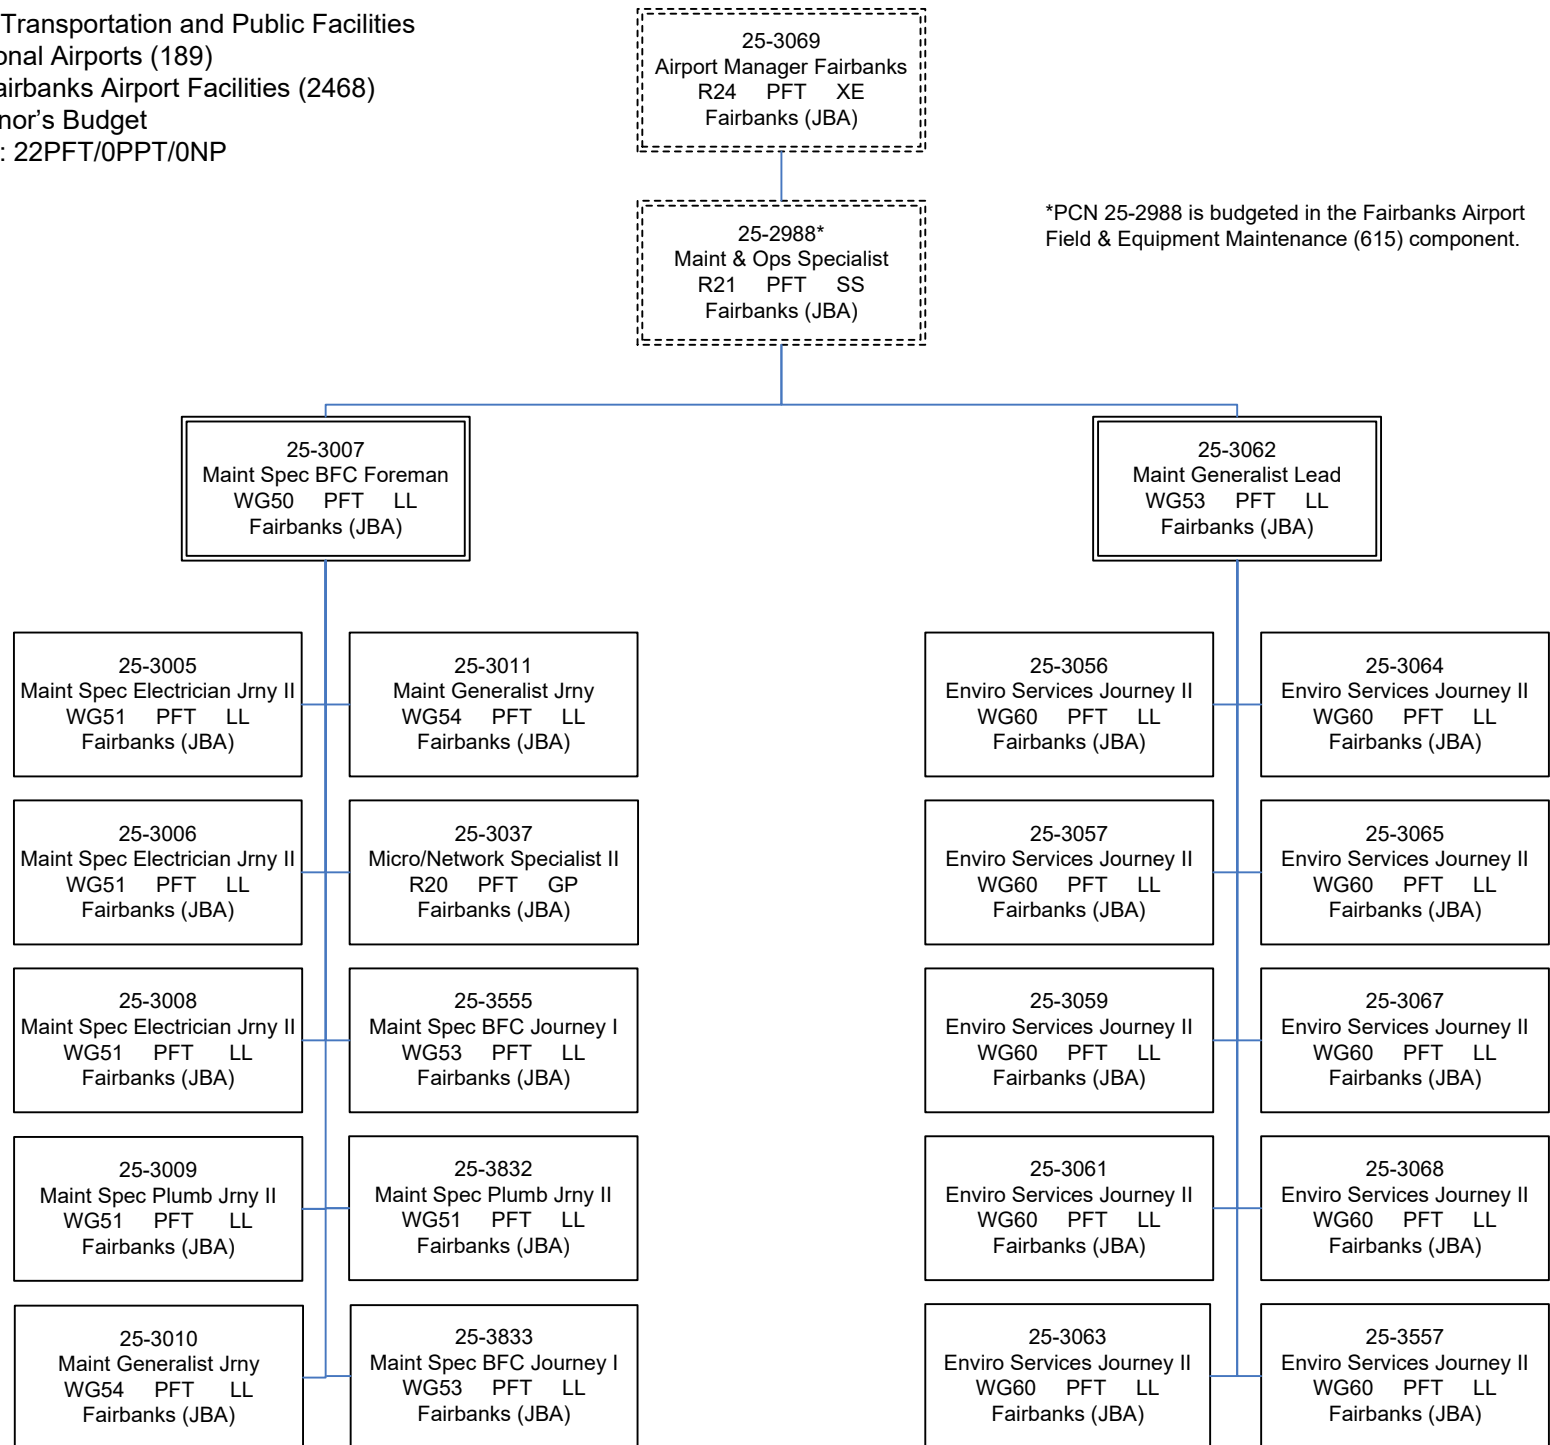 Transportation and Public Facilities
onal Airports (189)
airbanks Airport Facilities (2468)
nor’s Budget
: 22PFT/0PPT/0NP
25-3069
Airport Manager Fairbanks
R24 PFT XE
Fairbanks (JBA)
25-2988*
Maint & Ops Specialist
R21 PFT SS
Fairbanks (JBA)
*PCN 25-2988 is budgeted in the Fairbanks Airport
Field & Equipment Maintenance (615) component.
25-3007
Maint Spec BFC Foreman
WG50 PFT LL
Fairbanks (JBA)
25-3062
Maint Generalist Lead
WG53 PFT LL
Fairbanks (JBA)
25-3005
Maint Spec Electrician Jrny II
WG51 PFT LL
Fairbanks (JBA)
25-3011
Maint Generalist Jrny
WG54 PFT LL
Fairbanks (JBA)
25-3056
Enviro Services Journey II
WG60 PFT LL
Fairbanks (JBA)
25-3064
Enviro Services Journey II
WG60 PFT LL
Fairbanks (JBA)
25-3006
Maint Spec Electrician Jrny II
WG51 PFT LL
Fairbanks (JBA)
25-3037
Micro/Network Specialist II
R20 PFT GP
Fairbanks (JBA)
25-3057
Enviro Services Journey II
WG60 PFT LL
Fairbanks (JBA)
25-3065
Enviro Services Journey II
WG60 PFT LL
Fairbanks (JBA)
25-3008
Maint Spec Electrician Jrny II
WG51 PFT LL
Fairbanks (JBA)
25-3555
Maint Spec BFC Journey I
WG53 PFT LL
Fairbanks (JBA)
25-3059
Enviro Services Journey II
WG60 PFT LL
Fairbanks (JBA)
25-3067
Enviro Services Journey II
WG60 PFT LL
Fairbanks (JBA)
25-3009
Maint Spec Plumb Jrny II
WG51 PFT LL
Fairbanks (JBA)
25-3832
Maint Spec Plumb Jrny II
WG51 PFT LL
Fairbanks (JBA)
25-3061
Enviro Services Journey II
WG60 PFT LL
Fairbanks (JBA)
25-3068
Enviro Services Journey II
WG60 PFT LL
Fairbanks (JBA)
25-3010
Maint Generalist Jrny
WG54 PFT LL
Fairbanks (JBA)
25-3833
Maint Spec BFC Journey I
WG53 PFT LL
Fairbanks (JBA)
25-3063
Enviro Services Journey II
WG60 PFT LL
Fairbanks (JBA)
25-3557
Enviro Services Journey II
WG60 PFT LL
Fairbanks (JBA)